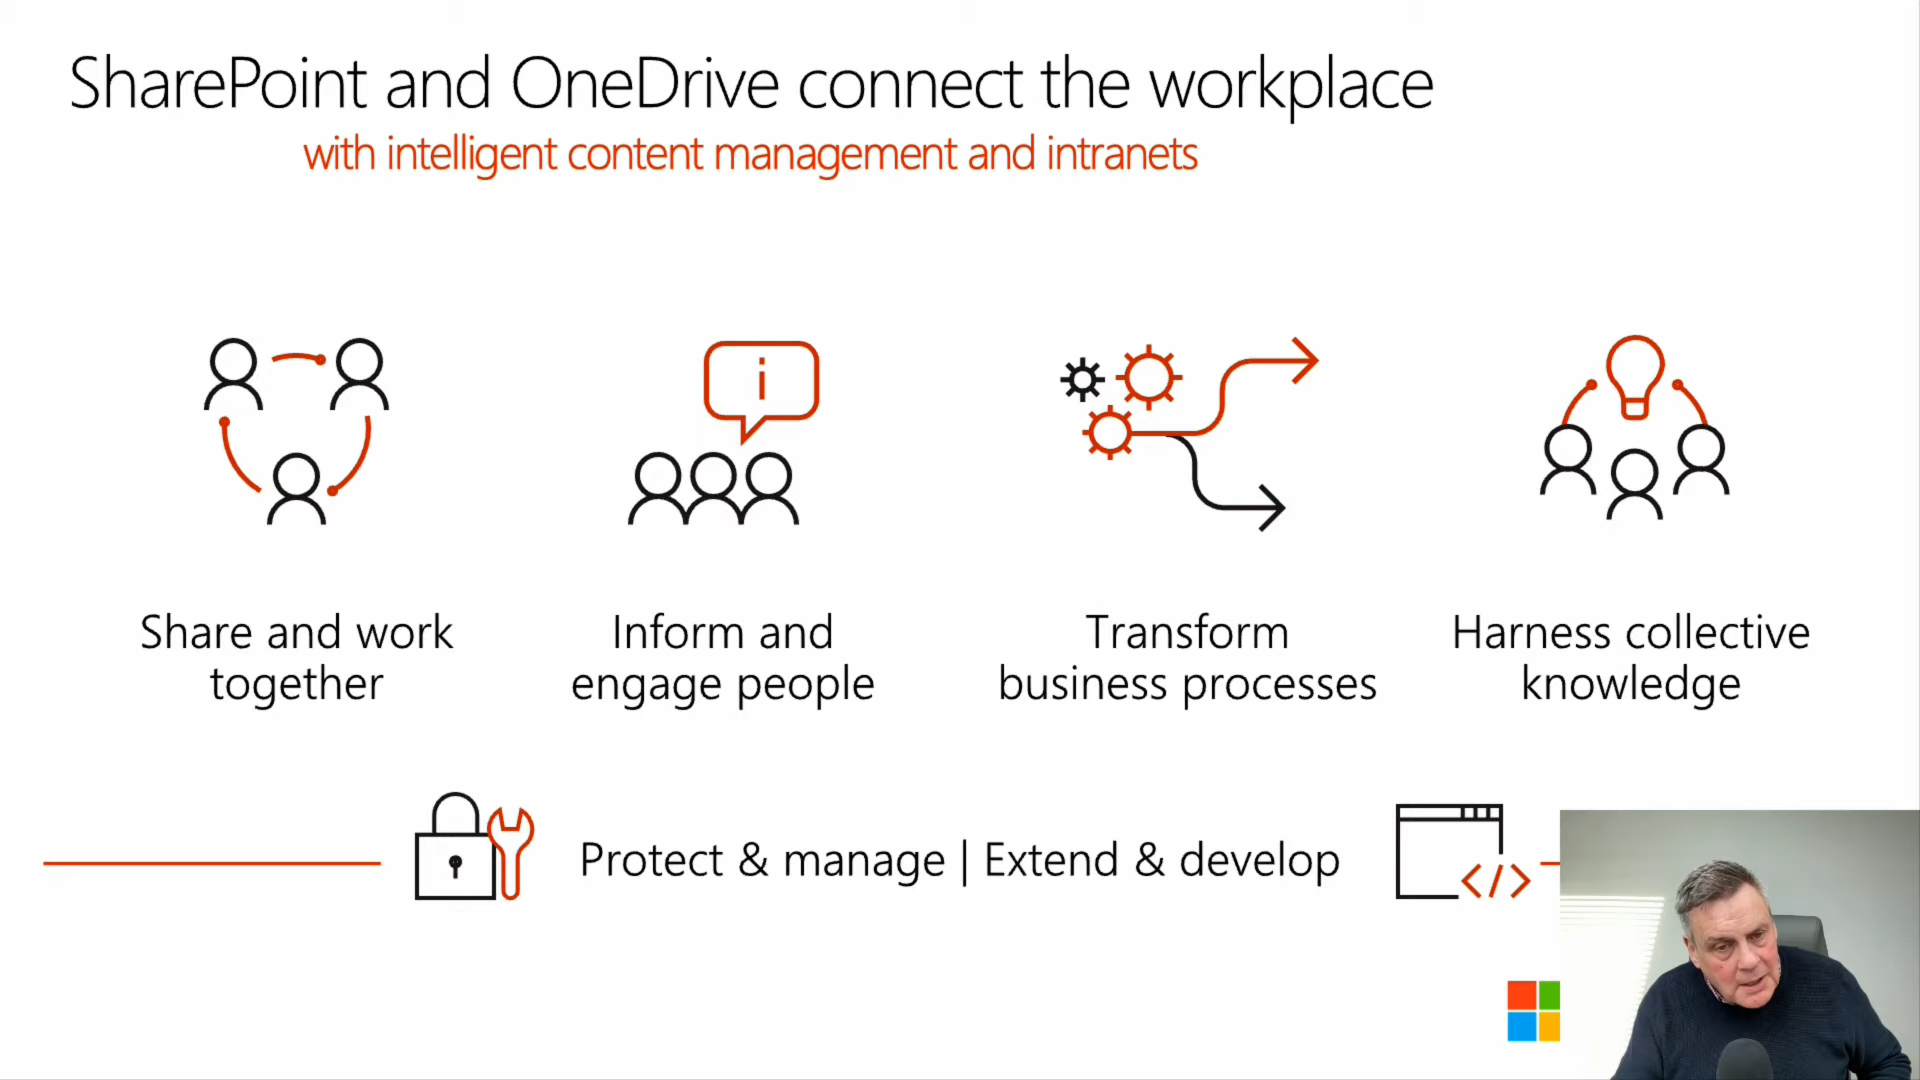 SharePoint and OneDrive connect the workplace
with intelligent content management and intranets
i
Share and work
together
Inform and
engage people
Transform
business processes
Harness collective
knowledge
Protect & manage | Extend & develop
</>